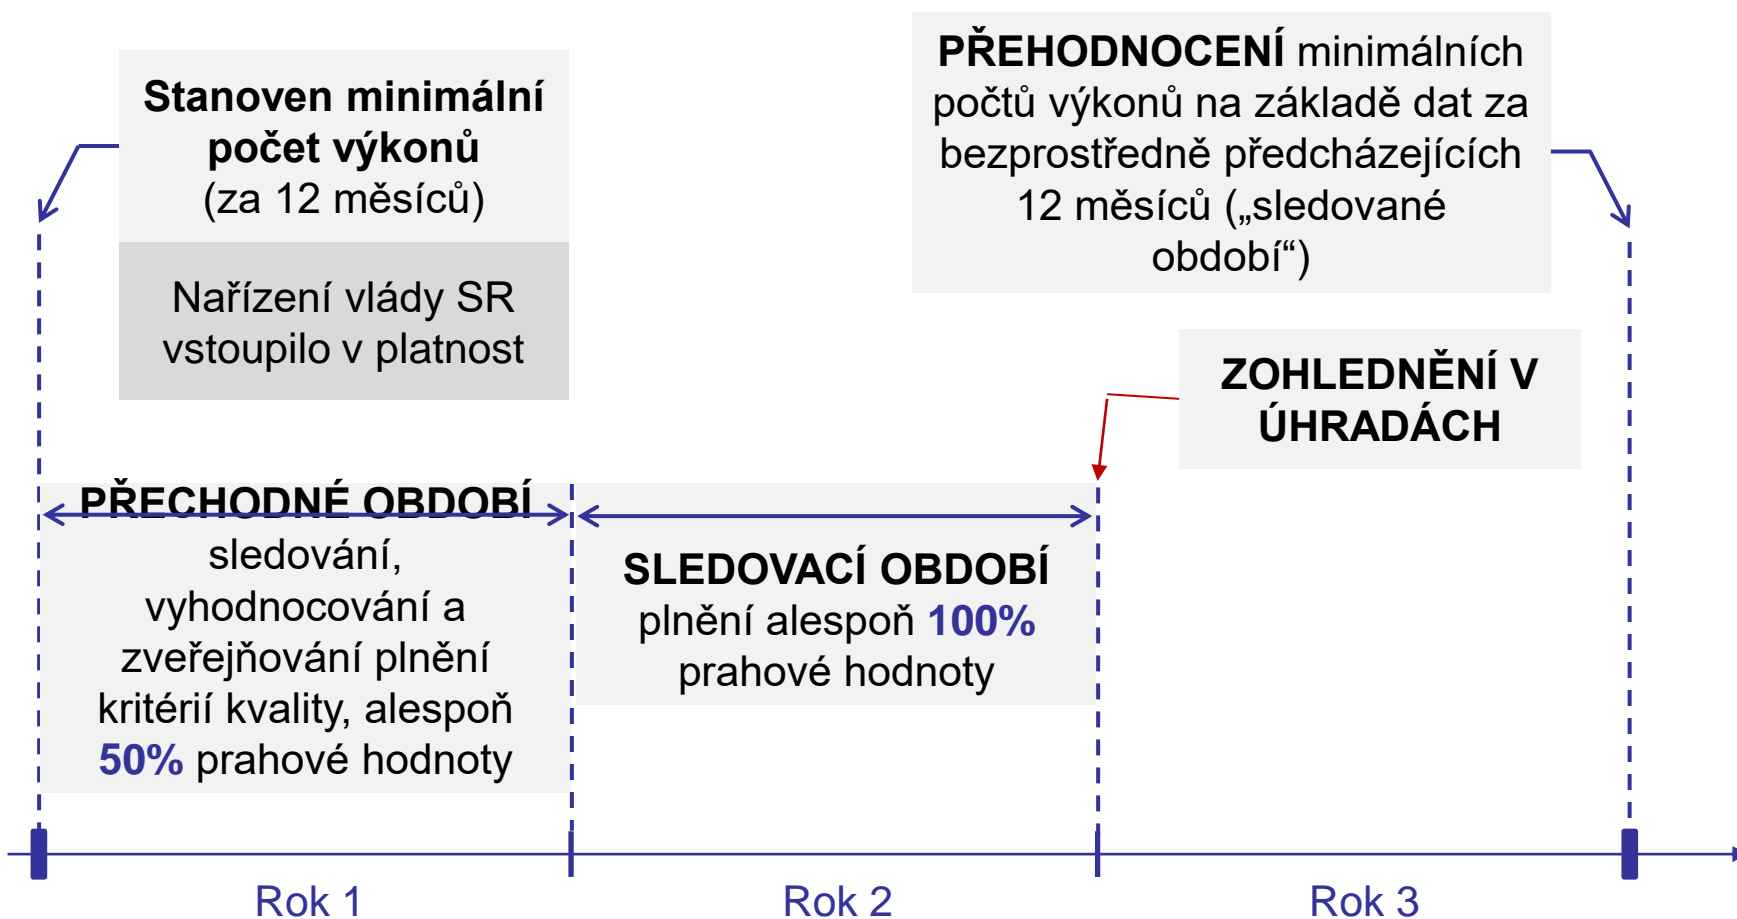 Stanoven minimální
počet výkonů
(za 12 měsíců)
Nařízení vlády SR
vstoupilo v platnost
PŘEHODNOCENÍ minimálních
počtů výkonů na základě dat za
bezprostředně předcházejících
12 měsíců („sledované
období“)
ZOHLEDNĚNÍ V
ÚHRADÁCH
PŘECHODNÉ OBDOBÍ
sledování,
vyhodnocování a
zveřejňování plnění
kritérií kvality, alespoň
50% prahové hodnoty
SLEDOVACÍ OBDOBÍ
plnění alespoň 100%
prahové hodnoty
Rok 1
Rok 2
Rok 3